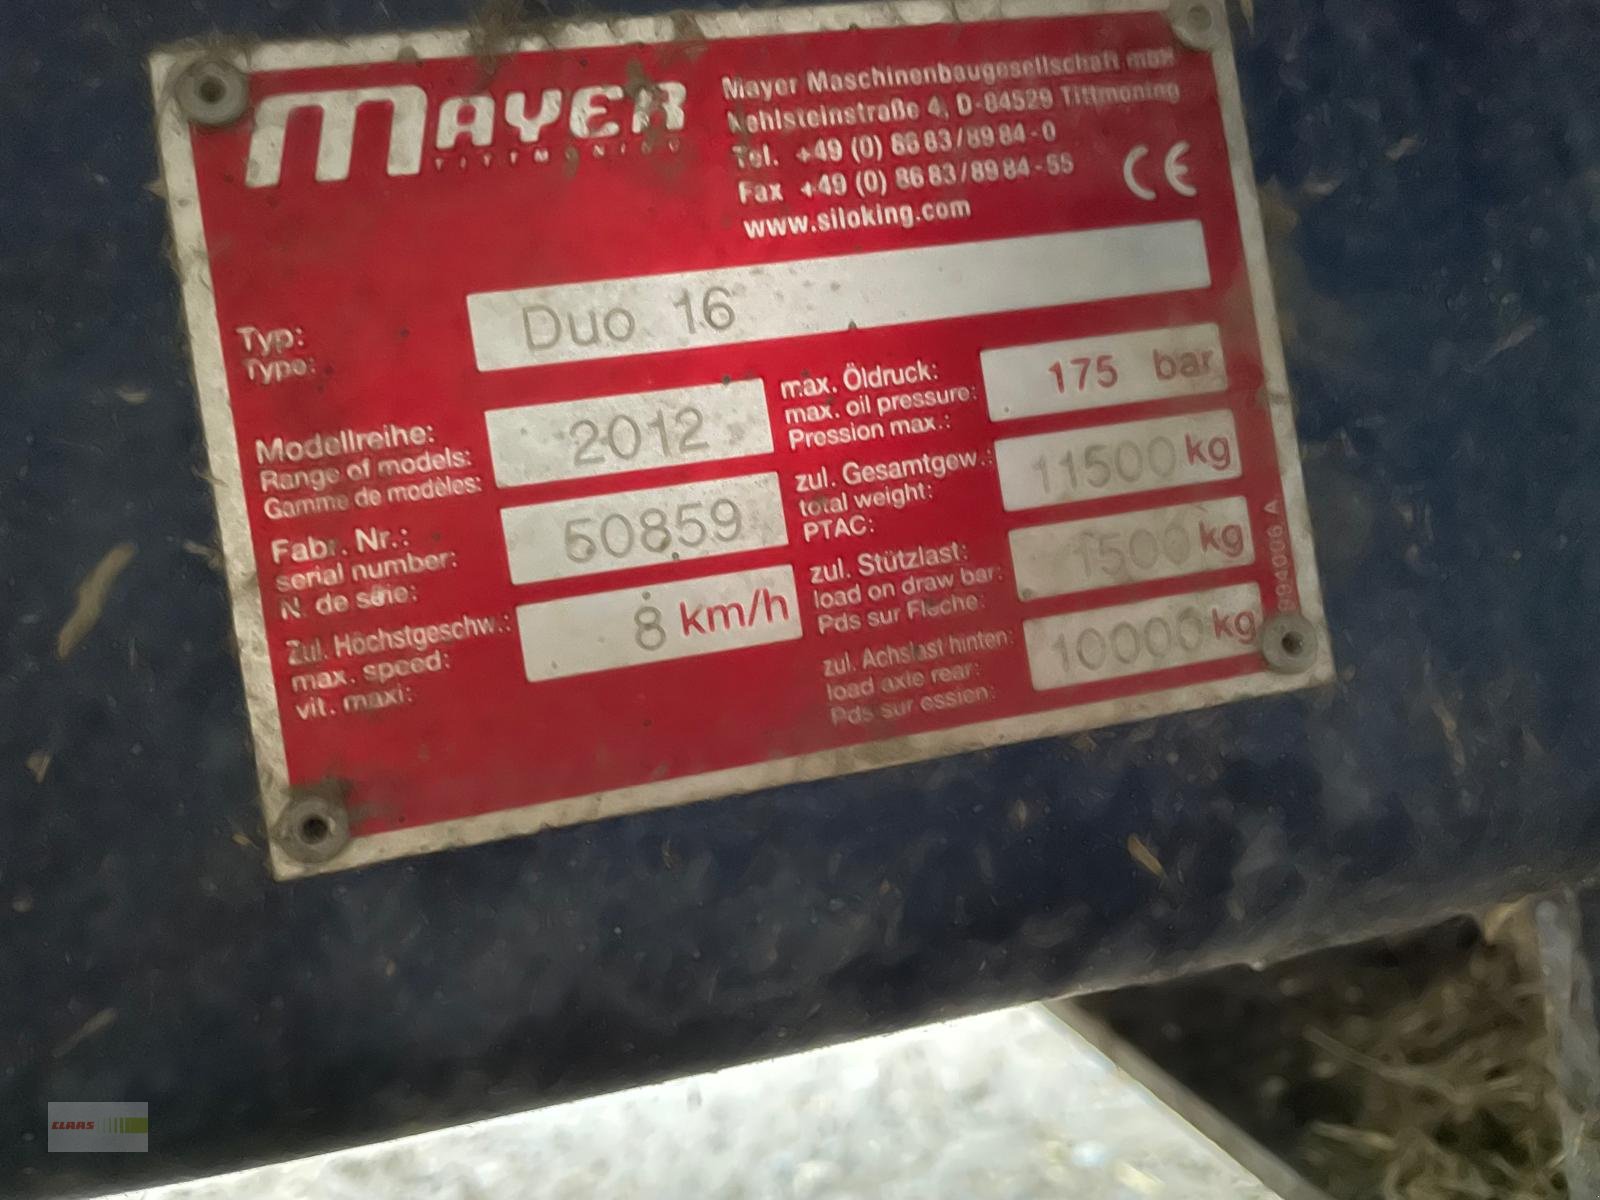 MAYER
TITTMONING
Mayer Maschinenbaugesellschaft mbH
Kehlsteinstraße 4, D-84529 Tittmoning
Tel. +49 (0) 86 83/89 84-0
Fax +49 (0) 86 83/89 84-55
www.siloking.com
CE
Typ:
Type:
Duo 16
Modellreihe:
Range of models:
Gamme de modèles:
2012
Fabr. Nr.:
serial number:
N. de série:
50859
Zul. Höchstgeschw.:
max. speed:
vit. maxi:
8 km/h
max. Öldruck:
max. oil pressure:
Pression max.:
175 bar
zul. Gesamtgew.:
total weight:
PTAC:
11500 kg
zul. Stützlast:
load on draw bar:
Pds sur Fleche:
1500 kg
zul. Achslast hinten:
load axle rear:
Pds sur essien:
10000 kg
994006 A
CLAAS